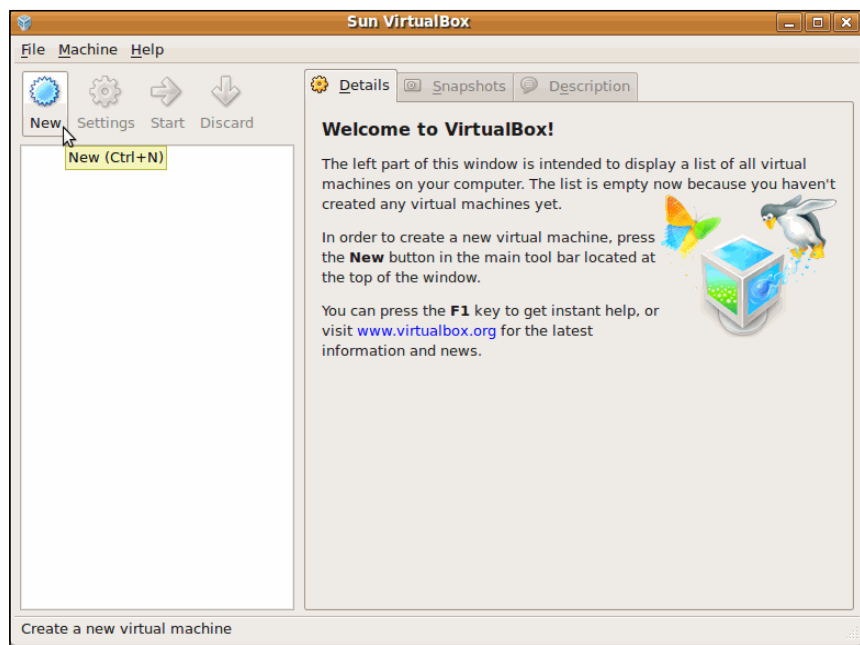 Sun VirtualBox
File Machine Help
New Settings Start Discard
New (Ctrl+N)
Details Snapshots Description
Welcome to VirtualBox!
The left part of this window is intended to display a list of all virtual
machines on your computer. The list is empty now because you haven't
created any virtual machines yet.
In order to create a new virtual machine, press
the New button in the main tool bar located at
the top of the window.
You can press the F1 key to get instant help, or
visit www.virtualbox.org for the latest
information and news.
Create a new virtual machine